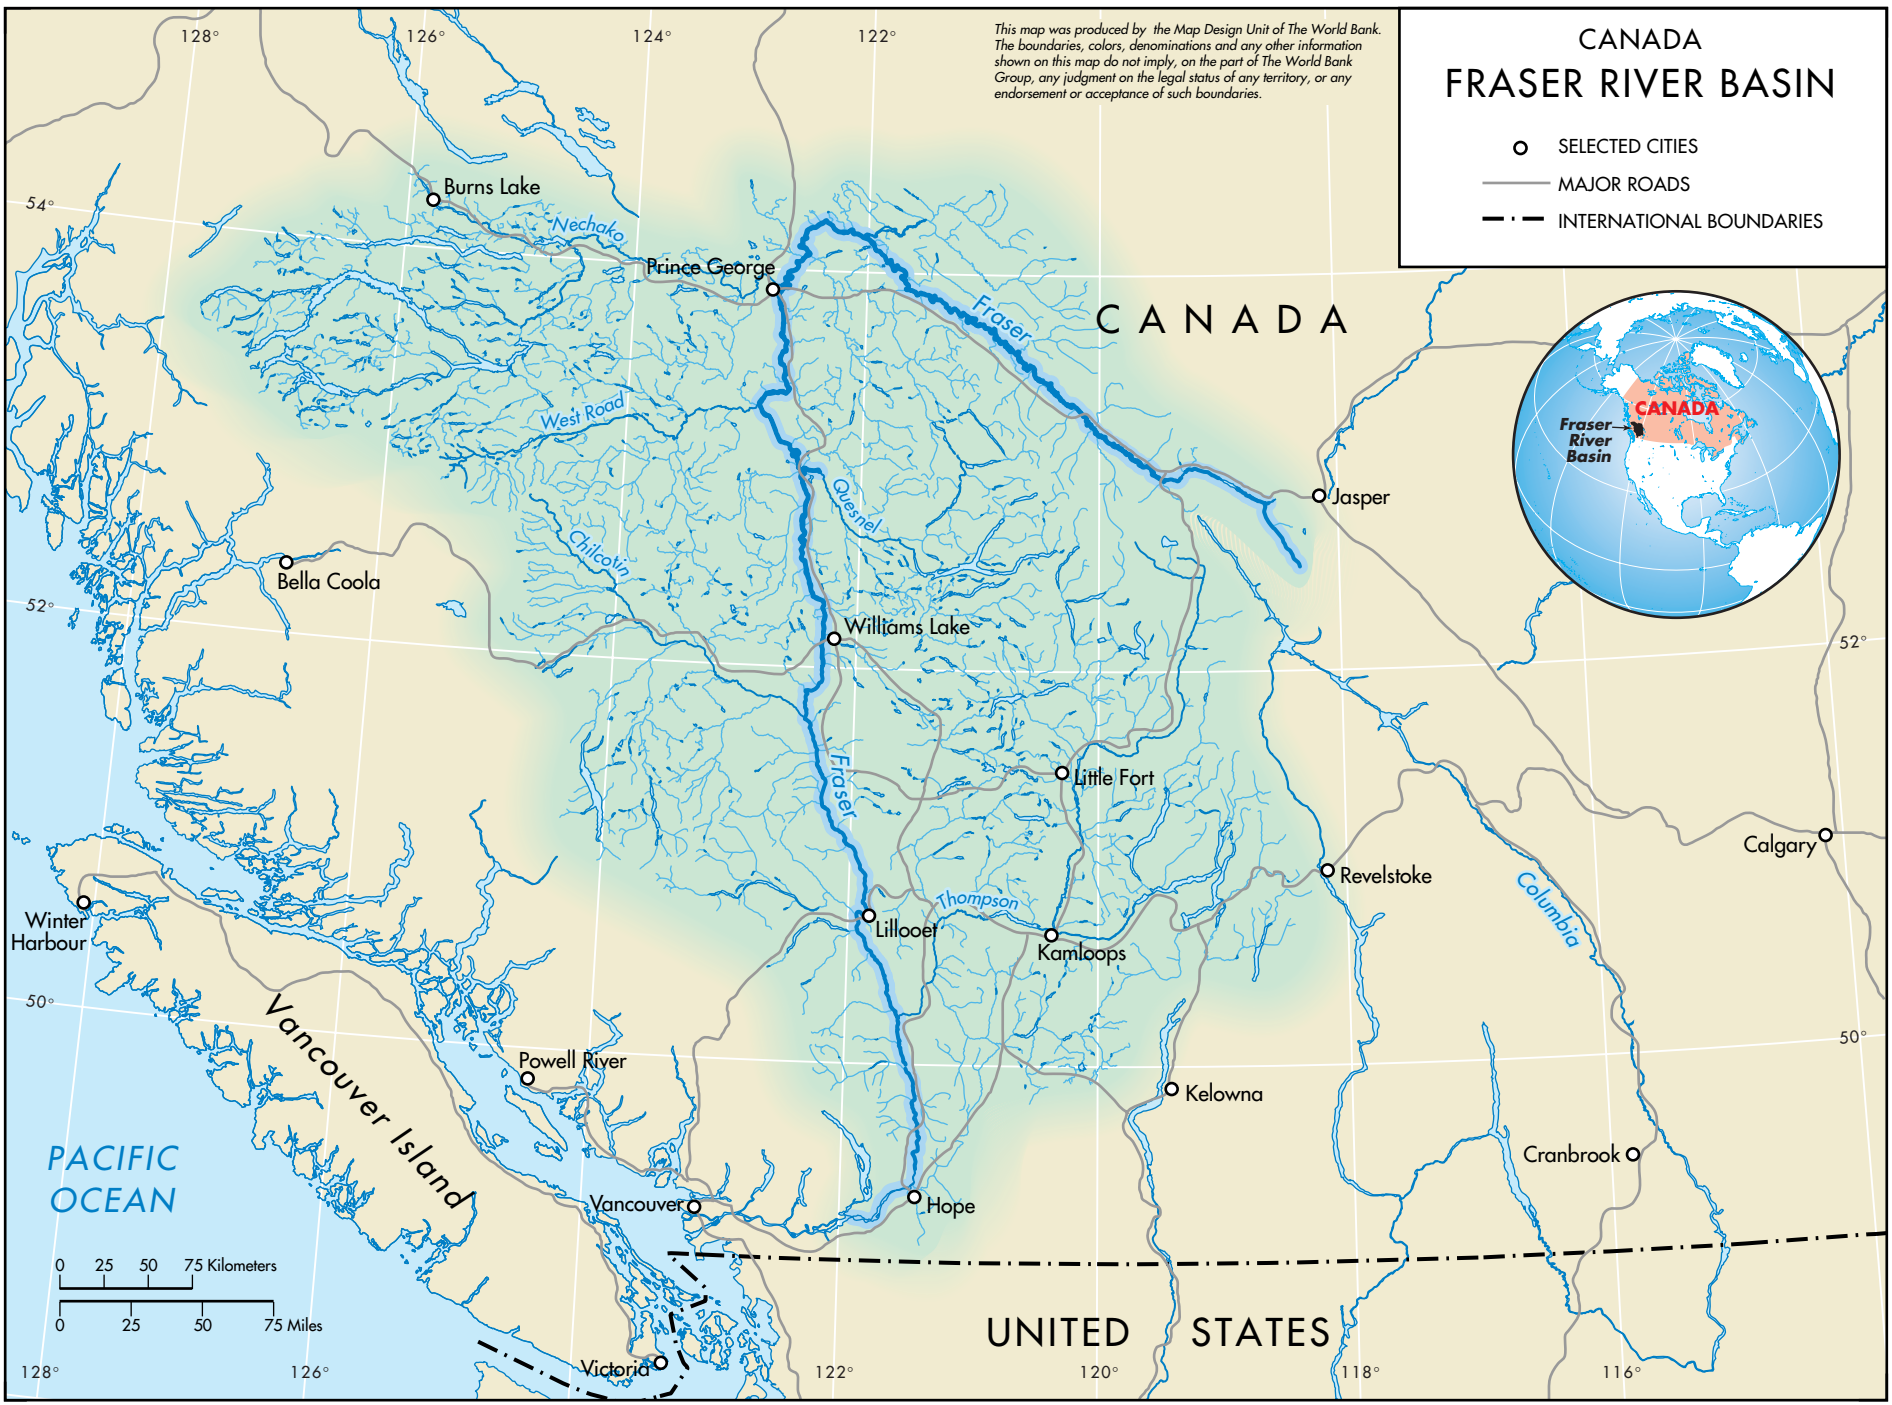 128°
126°
124°
122°
This map was produced by the Map Design Unit of The World Bank.
The boundaries, colors, denominations and any other information
shown on this map do not imply, on the part of The World Bank
Group, any judgment on the legal status of any territory, or any
endorsement or acceptance of such boundaries.
CANADA
FRASER RIVER BASIN
SELECTED CITIES
MAJOR ROADS
INTERNATIONAL BOUNDARIES
Burns Lake
54°
Nechako
Prince George
Fraser
CANADA
CANADA
Fraser
River
Basin
West Road
Quesnel
Jasper
Chilcotin
Bella Coola
52°
Williams Lake
52°
Fraser
Little Fort
Calgary
Revelstoke
Columbia
Thompson
Winter
Harbour
Lillooet
Kamloops
50°
Vancouver Island
50°
Powell River
Kelowna
PACIFIC
OCEAN
Cranbrook
Vancouver
Hope
0 25 50 75 Kilometers
0 25 50 75 Miles
UNITED STATES
Victoria
128°
126°
122°
120°
118°
116°